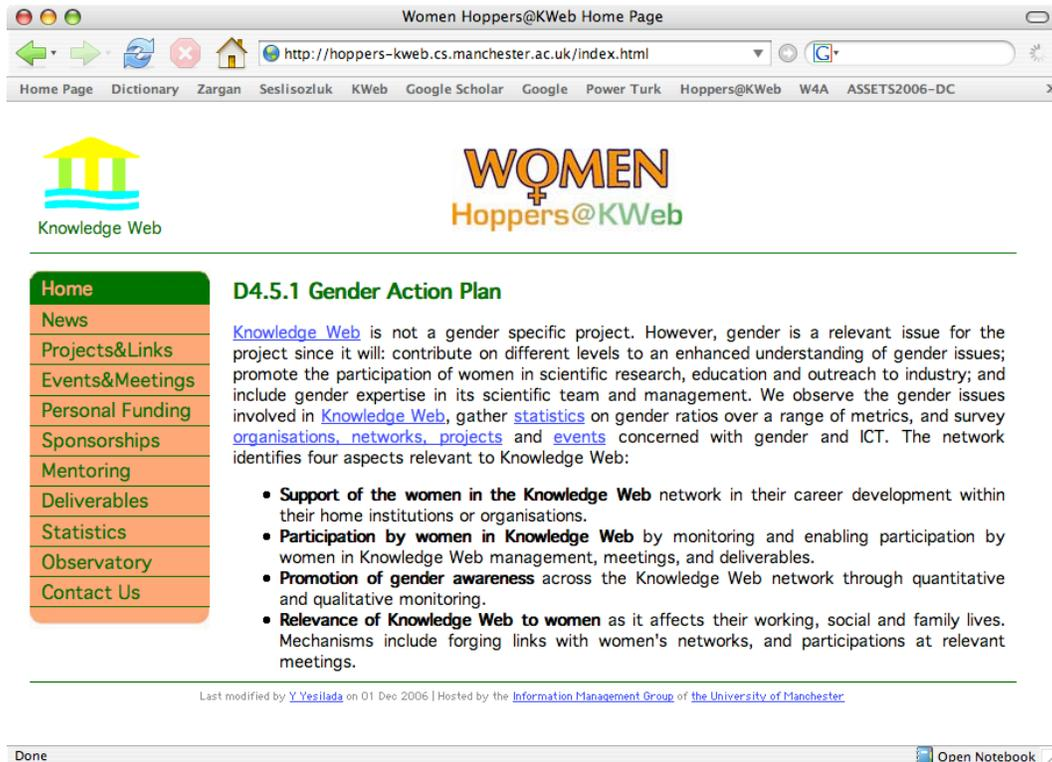 Women Hoppers@KWeb Home Page
http://hoppers-kweb.cs.manchester.ac.uk/index.html
G
Home Page Dictionary Zargan Seslisozluk KWeb Google Scholar Google Power Turk Hoppers@KWeb W4A ASSETS2006-DC
WOMEN
Hoppers@KWeb
Knowledge Web
Home
News
Projects&Links
Events&Meetings
Personal Funding
Sponsorships
Mentoring
Deliverables
Statistics
Observatory
Contact Us
D4.5.1 Gender Action Plan
Knowledge Web is not a gender specific project. However, gender is a relevant issue for the
project since it will: contribute on different levels to an enhanced understanding of gender issues;
promote the participation of women in scientific research, education and outreach to industry; and
include gender expertise in its scientific team and management. We observe the gender issues
involved in Knowledge Web, gather statistics on gender ratios over a range of metrics, and survey
organisations, networks, projects and events concerned with gender and ICT. The network
identifies four aspects relevant to Knowledge Web:
• Support of the women in the Knowledge Web network in their career development within
their home institutions or organisations.
• Participation by women in Knowledge Web by monitoring and enabling participation by
women in Knowledge Web management, meetings, and deliverables.
• Promotion of gender awareness across the Knowledge Web network through quantitative
and qualitative monitoring.
• Relevance of Knowledge Web to women as it affects their working, social and family lives.
Mechanisms include forging links with women's networks, and participations at relevant
meetings.
Last modified by Y Yesilada on 01 Dec 2006 | Hosted by the Information Management Group of the University of Manchester
Done
Open Notebook